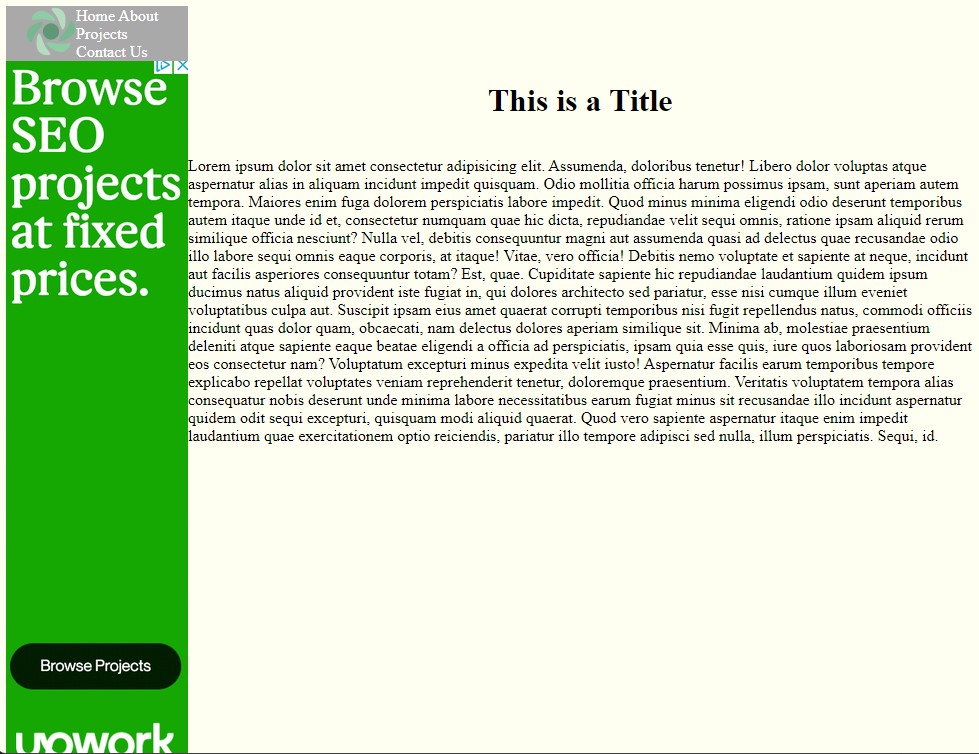 Home About
Projects
Contact Us
Browse
SEO
projects
at fixed
prices.
Browse Projects
upwork
This is a Title
Lorem ipsum dolor sit amet consectetur adipisicing elit. Assumenda, doloribus tenetur! Libero dolor voluptas atque
aspernatur alias in aliquam incidunt impedit quisquam. Odio mollitia officia harum possimus ipsam, sunt aperiam autem
tempora. Maiores enim fuga dolorem perspiciatis labore impedit. Quod minus minima eligendi odio deserunt temporibus
autem itaque unde id et, consectetur numquam quae hic dicta, repudiandae velit sequi omnis, ratione ipsam aliquid rerum
similique officia nesciunt? Nulla vel, debitis consequuntur magni aut assumenda quasi ad delectus quae recusandae odio
illo labore sequi omnis eaque corporis, at itaque! Vitae, vero officia! Debitis nemo voluptate et sapiente at neque, incidunt
aut facilis asperiores consequuntur totam? Est, quae. Cupiditate sapiente hic repudiandae laudantium quidem ipsum
ducimus natus aliquid provident iste fugiat in, qui dolores architecto sed pariatur, esse nisi cumque illum eveniet
voluptatibus culpa aut. Suscipit ipsam eius amet quaerat corrupti temporibus nisi fugit repellendus natus, commodi officiis
incidunt quas dolor quam, obcaecati, nam delectus dolores aperiam similique sit. Minima ab, molestiae praesentium
deleniti atque sapiente eaque beatae eligendi a officia ad perspiciatis, ipsam quia esse quis, iure quos laboriosam provident
eos consectetur nam? Voluptatum excepturi minus expedita velit iusto! Aspernatur facilis earum temporibus tempore
explicabo repellat voluptates veniam reprehenderit tenetur, doloremque praesentium. Veritatis voluptatem tempora alias
consequatur nobis deserunt unde minima labore necessitatibus earum fugiat minus sit recusandae illo incidunt aspernatur
quidem odit sequi excepturi, quisquam modi aliquid quaerat. Quod vero sapiente aspernatur itaque enim impedit
laudantium quae exercitationem optio reiciendis, pariatur illo tempore adipisci sed nulla, illum perspiciatis. Sequi, id.